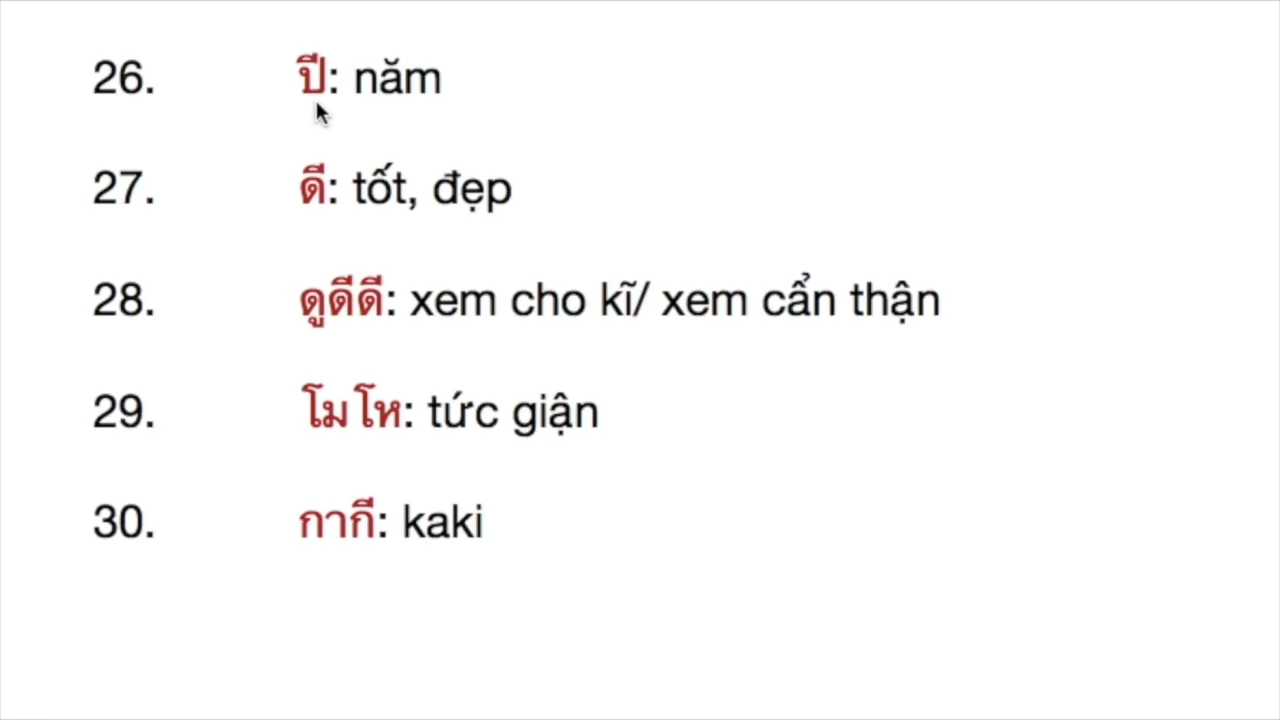 26. ปี: năm
27. ดี: tốt, đẹp
28. ดูดีดี: xem cho kĩ/ xem cẩn thận
29. โมโห: tức giận
30. กากี: kaki